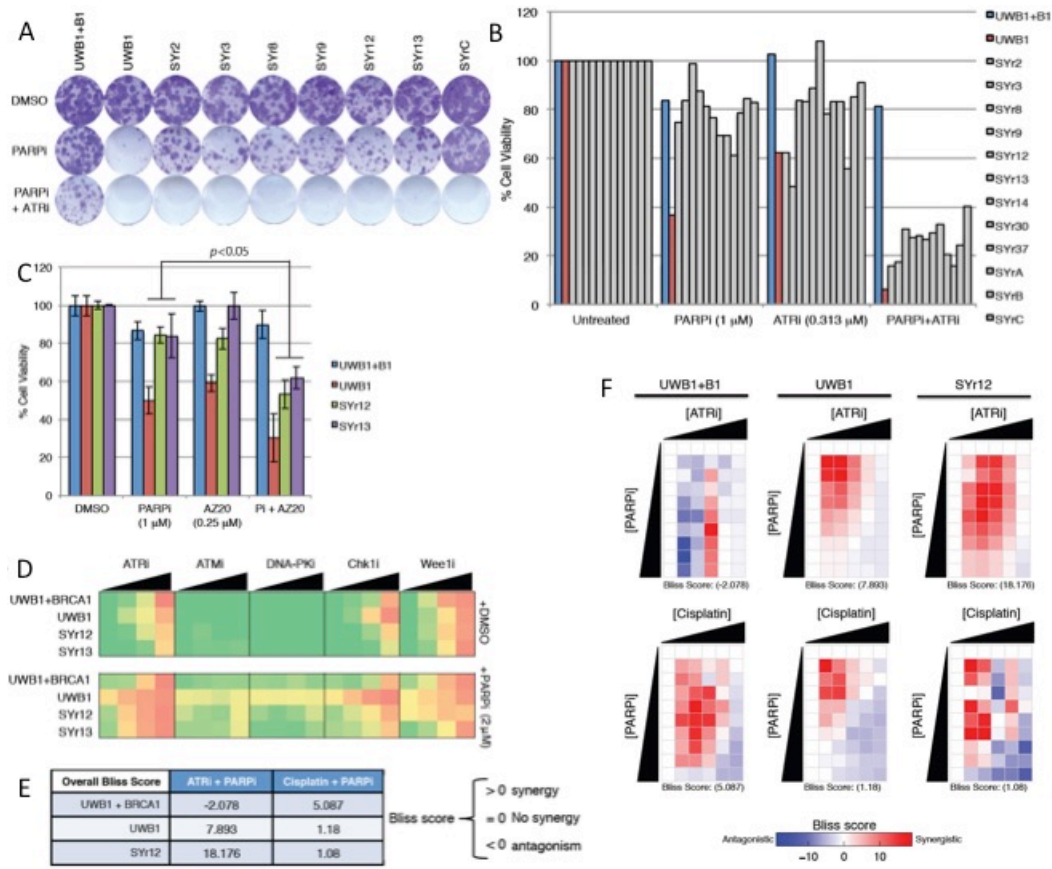 A
UWB1+B1
UWB1
SYr2
SYr3
SYr8
SYr9
SYr12
SYr13
SYrC
DMSO
PARPi
PARPi
+ ATRi
B
% Cell Viability
120
100
80
60
40
20
0
Untreated
PARPi (1 μM)
ATRi (0.313 μM)
PARPi+ATRi
UWB1+B1
UWB1
SYr2
SYr3
SYr8
SYr9
SYr12
SYr13
SYr14
SYr30
SYr37
SYrA
SYrB
SYrC
C
p<0.05
% Cell Viability
120
100
80
60
40
20
0
DMSO
PARPi
(1 μM)
AZ20
(0.25 μM)
Pi + AZ20
UWB1+B1
UWB1
SYr12
SYr13
D
ATRi
ATMi
DNA-PKi
Chk1i
Wee1i
UWB1+BRCA1
UWB1
SYr12
SYr13
+DMSO
UWB1+BRCA1
UWB1
SYr12
SYr13
+PARPi (2μM)
E
Overall Bliss Score ATRi + PARPi Cisplatin + PARPi
UWB1 + BRCA1 -2.078 5.087
UWB1 7.893 1.18
SYr12 18.176 1.08
Bliss score
> 0 synergy
= 0 No synergy
< 0 antagonism
F
UWB1+B1
UWB1
SYr12
[ATRi]
[ATRi]
[ATRi]
[PARPi]
[PARPi]
[PARPi]
Bliss Score: (-2.078)
Bliss Score: (7.893)
Bliss Score: (18.176)
[Cisplatin]
[Cisplatin]
[Cisplatin]
[PARPi]
[PARPi]
[PARPi]
Bliss Score: (5.087)
Bliss Score: (1.18)
Bliss Score: (1.08)
Bliss score
Antagonistic
Synergistic
−10 0 10